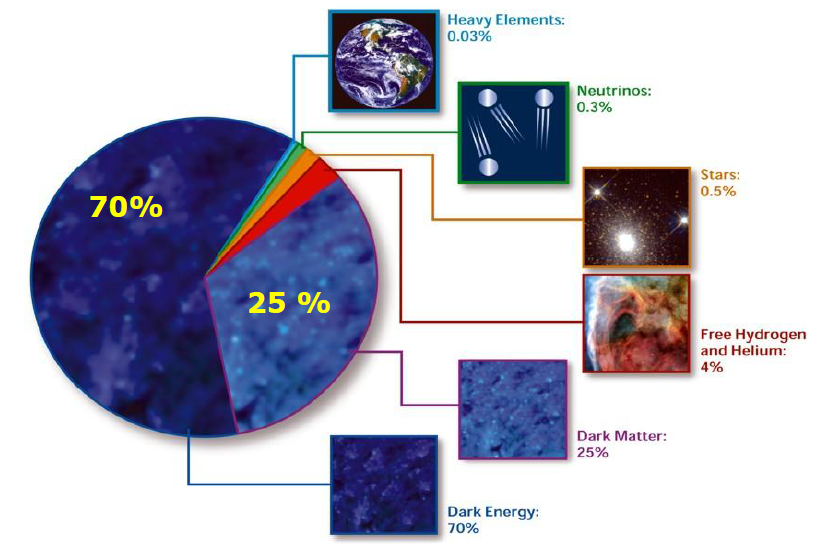 Heavy Elements:
0.03%
Neutrinos:
0.3%
Stars:
0.5%
70%
25 %
Free Hydrogen
and Helium:
4%
Dark Matter:
25%
Dark Energy:
70%